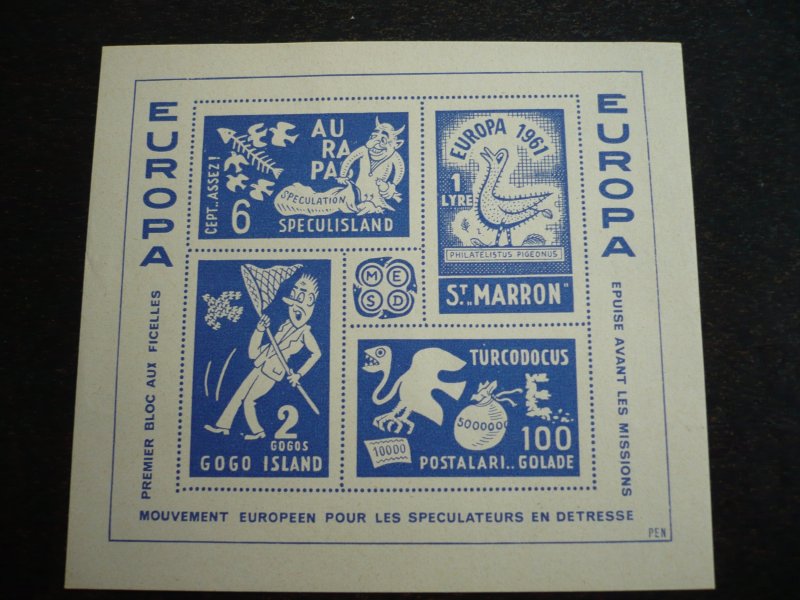 EUROPA
EUROPA
PREMIER BLOC AUX FICELLES
EPUISE AVANT LES MISSIONS
CEPT..ASSEZ!
AU
RA
PA
SPECULATION
6
SPECULISLAND
EUROPA 1961
1
LYRE
PHILATÉLISTUS PIGEONUS
ST „MARRON"
MESD
2
GOGOS
GOGO ISLAND
TURCODOCUS
5000000
10000
100
POSTALARI..GOLADE
MOUVEMENT EUROPEEN POUR LES SPECULATEURS EN DETRESSE
PEN